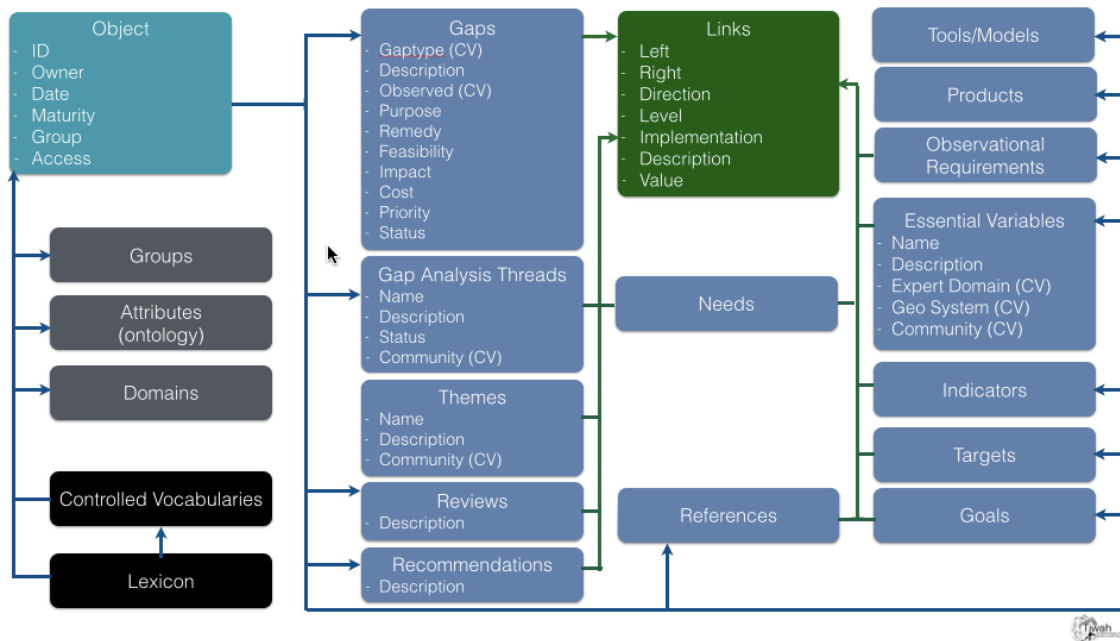 Object
- ID
- Owner
- Date
- Maturity
- Group
- Access
Groups
Attributes
(ontology)
Domains
Controlled Vocabularies
Lexicon
Gaps
- Gaptype (CV)
- Description
- Observed (CV)
- Purpose
- Remedy
- Feasibility
- Impact
- Cost
- Priority
- Status
Gap Analysis Threads
- Name
- Description
- Status
- Community (CV)
Themes
- Name
- Description
- Community (CV)
Reviews
- Description
Recommendations
- Description
Links
- Left
- Right
- Direction
- Level
- Implementation
- Description
- Value
Needs
References
Tools/Models
Products
Observational
Requirements
Essential Variables
- Name
- Description
- Expert Domain (CV)
- Geo System (CV)
- Community (CV)
Indicators
Targets
Goals